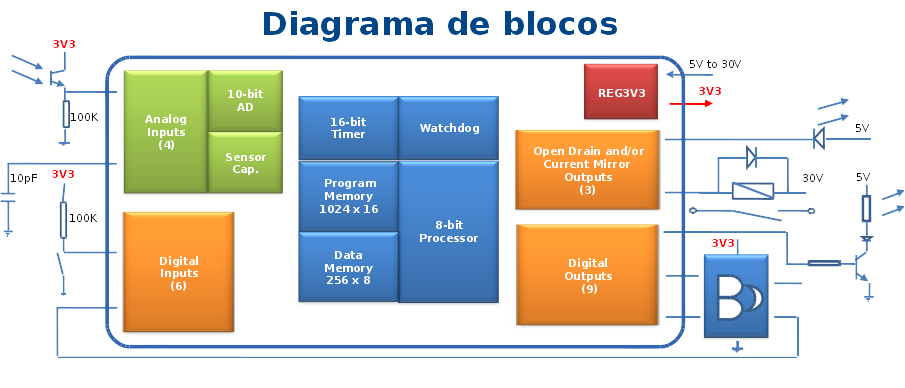 Diagrama de blocos
3V3
100K
10pF
3V3
100K
Analog
Inputs
(4)
10-bit
AD
Sensor
Cap.
Digital
Inputs
(6)
16-bit
Timer
Watchdog
Program
Memory
1024 x 16
8-bit
Processor
Data
Memory
256 x 8
REG3V3
5V to 30V
3V3
Open Drain and/or
Current Mirror
Outputs
(3)
5V
30V
5V
Digital
Outputs
(9)
3V3